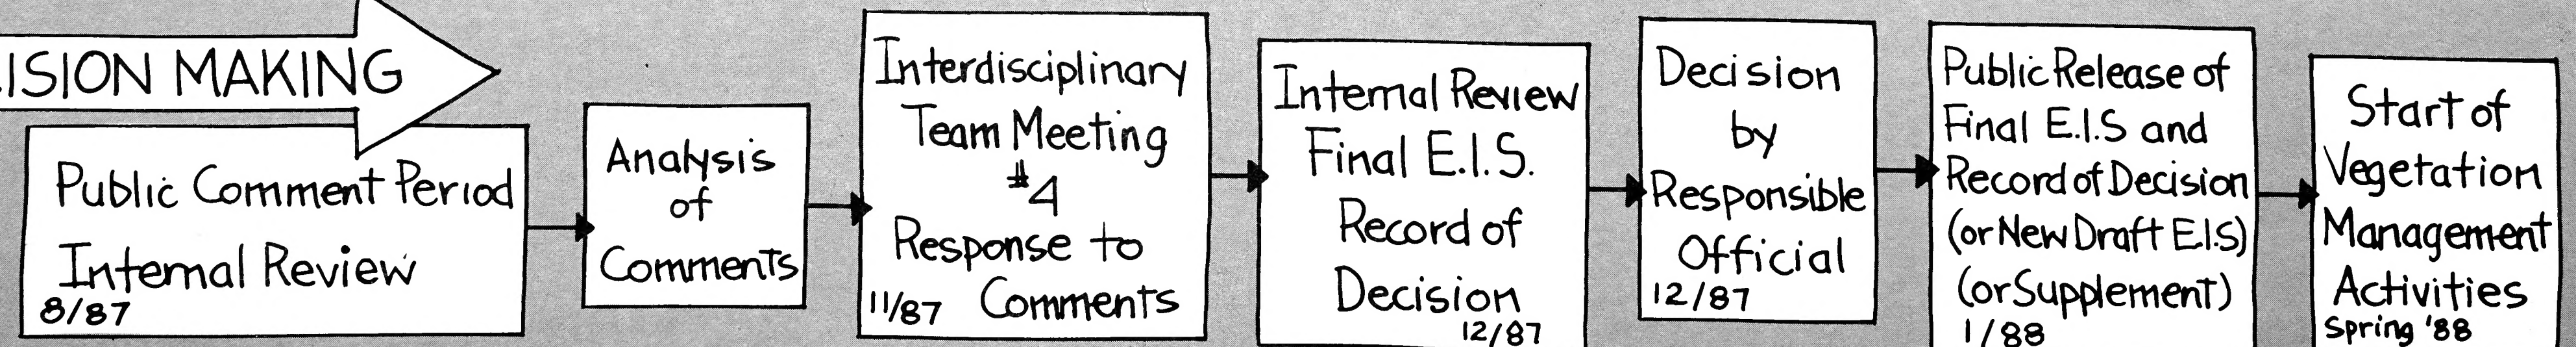 ISION MAKING
Public Comment Period
Internal Review
8/87
Analysis
of
Comments
Interdisciplinary
Team Meeting
#4
Response to
11/87 Comments
Internal Review
Final E.I.S.
Record of
Decision
12/87
Decision
by
Responsible
Official
12/87
Public Release of
Final E.I.S and
Record of Decision
(or New Draft E.I.S)
(or Supplement)
1/88
Start of
Vegetation
Management
Activities
Spring '88